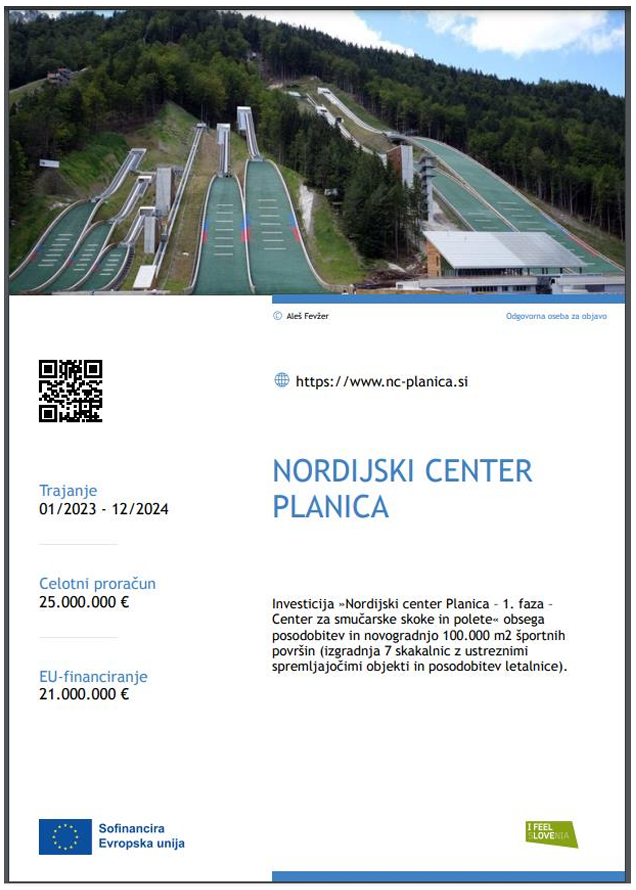 © Aleš Fevžer
Odgovorna oseba za objavo
https://www.nc-planica.si
NORDIJSKI CENTER
PLANICA
Trajanje
01/2023 - 12/2024
Celotni proračun
25.000.000 €
EU-financiranje
21.000.000 €
Investicija »Nordijski center Planica – 1. faza –
Center za smučarske skoke in polete« obsega
posodobitev in novogradnjo 100.000 m2 športnih
površin (izgradnja 7 skakalnic z ustreznimi
spremljajočimi objekti in posodobitev letalnice).
Sofinancira
Evropska unija
I FEEL
SLOVENIA